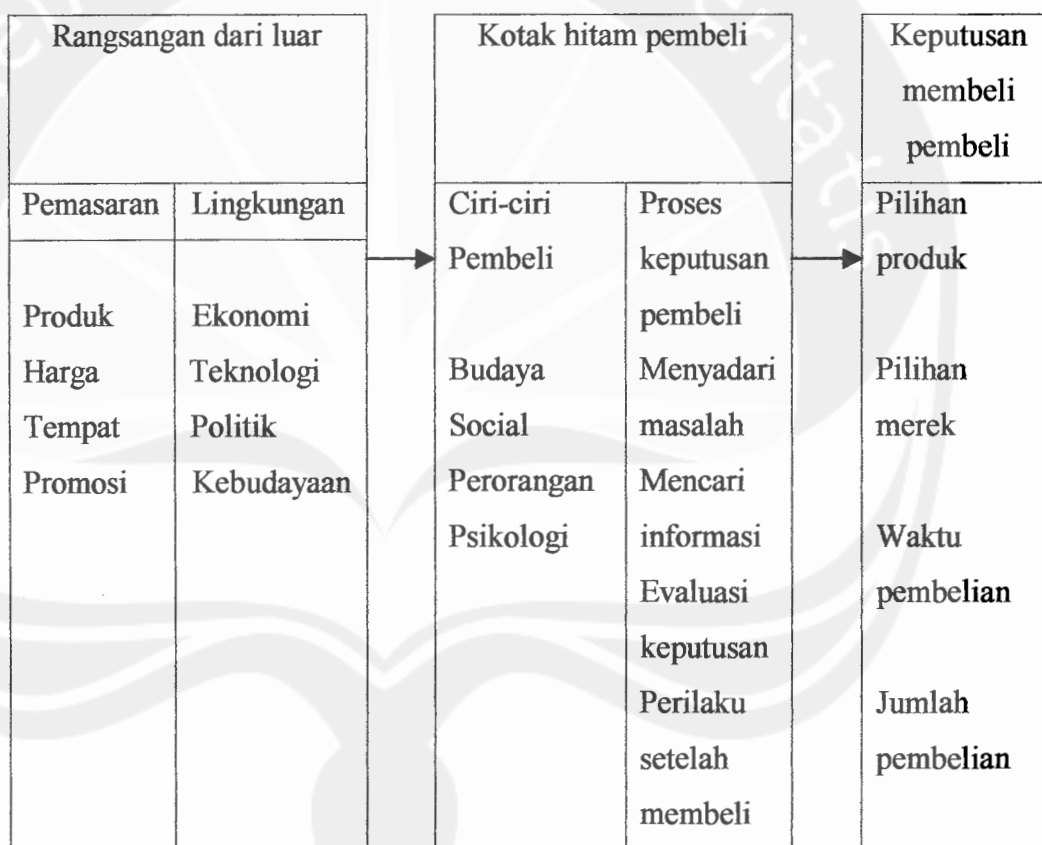 Rangsangan dari luar
Pemasaran
Lingkungan
Produk
Harga
Tempat
Promosi
Ekonomi
Teknologi
Politik
Kebudayaan
Kotak hitam pembeli
Ciri-ciri
Pembeli
Budaya
Social
Perorangan
Psikologi
Proses
keputusan
pembeli
Menyadari
masalah
Mencari
informasi
Evaluasi
keputusan
Perilaku
setelah
membeli
Keputusan
membeli
pembeli
Pilihan
produk
Pilihan
merek
Waktu
pembelian
Jumlah
pembelian